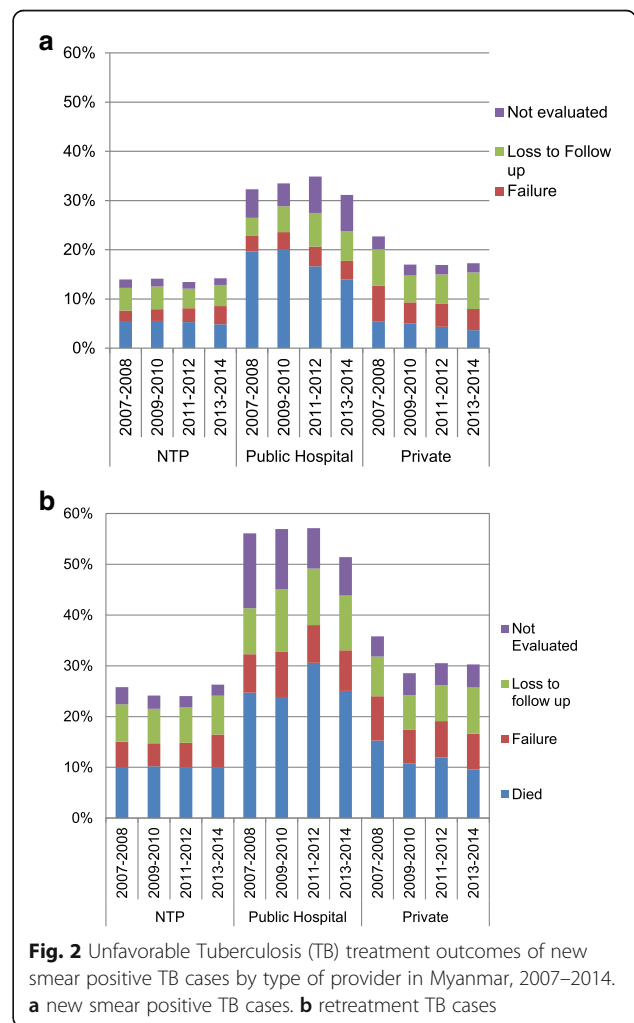 a
60%
50%
40%
30%
20%
10%
0%
Not evaluated
Loss to Follow
up
Failure
2007-2008
2009-2010
2011-2012
2013-2014
2007-2008
2009-2010
2011-2012
2013-2014
2007-2008
2009-2010
2011-2012
2013-2014
NTP
Public Hospital
Private
b
60%
50%
40%
30%
20%
10%
0%
Not
Evaluated
Loss to
follow up
Failure
Died
2007-2008
2009-2010
2011-2012
2013-2014
2007-2008
2009-2010
2011-2012
2013-2014
2007-2008
2009-2010
2011-2012
2013-2014
NTP
Public Hospital
Private
Fig. 2 Unfavorable Tuberculosis (TB) treatment outcomes of new
smear positive TB cases by type of provider in Myanmar, 2007–2014.
a new smear positive TB cases. b retreatment TB cases